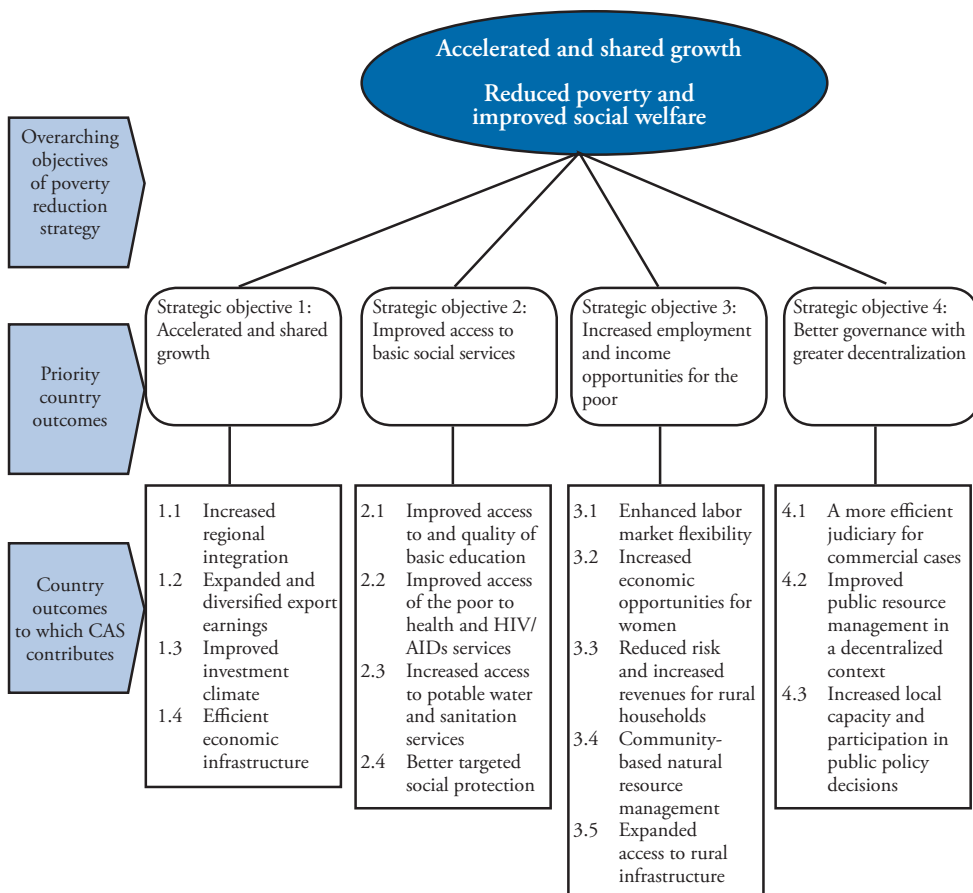 Accelerated and shared growth
Reduced poverty and
improved social welfare
Overarching
objectives
of poverty
reduction
strategy
Priority
country
outcomes
Strategic objective 1:
Accelerated and shared
growth
Strategic objective 2:
Improved access to
basic social services
Strategic objective 3:
Increased employment
and income
opportunities for the
poor
Strategic objective 4:
Better governance with
greater decentralization
Country
outcomes
to which CAS
contributes
1.1 Increased
regional
integration
1.2 Expanded and
diversified export
earnings
1.3 Improved
investment
climate
1.4 Efficient
economic
infrastructure
2.1 Improved access
to and quality of
basic education
2.2 Improved access
of the poor to
health and HIV/
AIDs services
2.3 Increased access
to potable water
and sanitation
services
2.4 Better targeted
social protection
3.1 Enhanced labor
market flexibility
3.2 Increased
economic
opportunities for
women
3.3 Reduced risk
and increased
revenues for rural
households
3.4 Community-
based natural
resource
management
3.5 Expanded
access to rural
infrastructure
4.1 A more efficient
judiciary for
commercial cases
4.2 Improved
public resource
management in
a decentralized
context
4.3 Increased local
capacity and
participation in
public policy
decisions